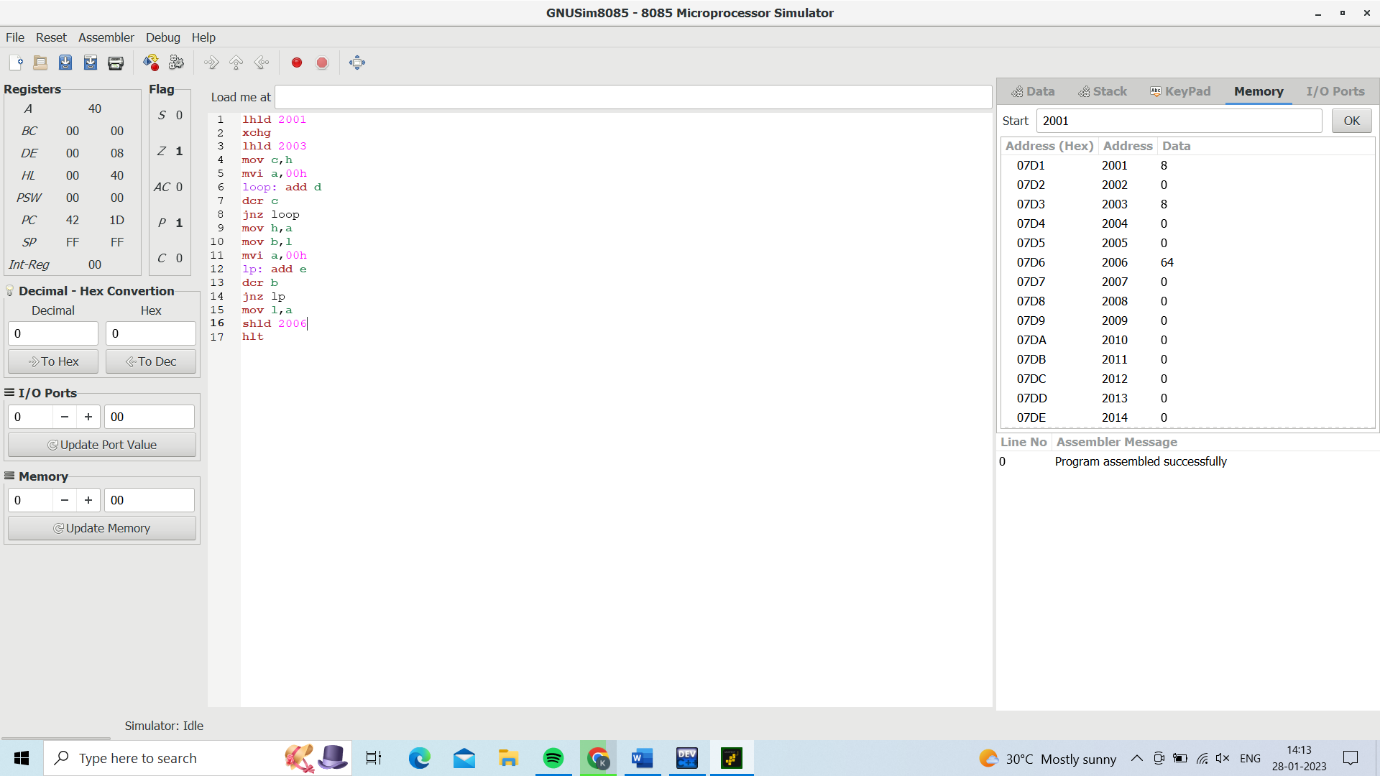 GNUSim8085 - 8085 Microprocessor Simulator
File Reset Assembler Debug Help
Registers
A 40
BC 00 00
DE 00 08
HL 00 40
PSW 00 00
PC 42 1D
SP FF FF
Int-Reg 00
Flag
S 0
Z 1
AC 0
P 1
C 0
Decimal - Hex Convertion
Decimal Hex
0 0
To Hex To Dec
I/O Ports
0 − + 00
Update Port Value
Memory
0 − + 00
Update Memory
Load me at
1 lhld 2001
2 xchg
3 lhld 2003
4 mov c,h
5 mvi a,00h
6 loop: add d
7 dcr c
8 jnz loop
9 mov h,a
10 mov b,l
11 mvi a,00h
12 lp: add e
13 dcr b
14 jnz lp
15 mov l,a
16 shld 2006
17 hlt
Data Stack KeyPad Memory I/O Ports
Start 2001 OK
Address (Hex) Address Data
07D1 2001 8
07D2 2002 0
07D3 2003 8
07D4 2004 0
07D5 2005 0
07D6 2006 64
07D7 2007 0
07D8 2008 0
07D9 2009 0
07DA 2010 0
07DB 2011 0
07DC 2012 0
07DD 2013 0
07DE 2014 0
Line No Assembler Message
0 Program assembled successfully
Simulator: Idle
Type here to search
DEV
30°C Mostly sunny
ENG
14:13
28-01-2023